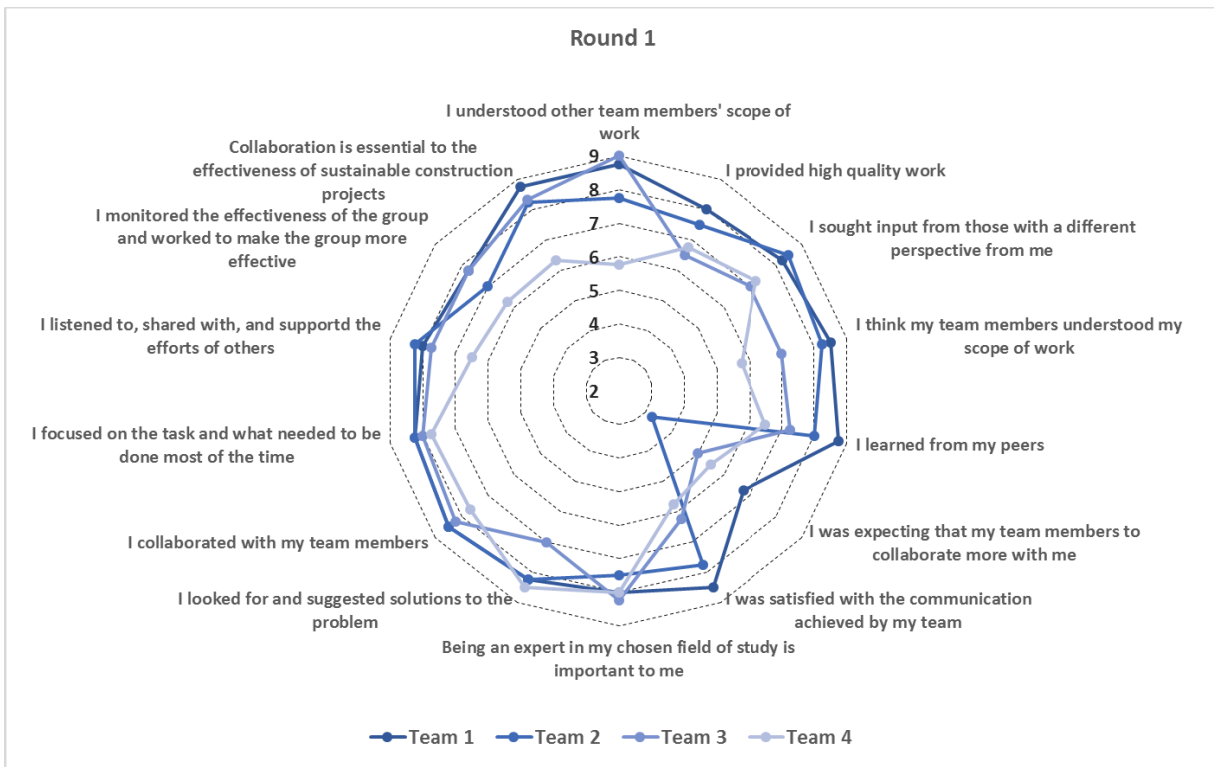 Round 1
I understood other team members' scope of
work
I provided high quality work
I sought input from those with a different
perspective from me
I think my team members understood my
scope of work
I learned from my peers
I was expecting that my team members to
collaborate more with me
I was satisfied with the communication
achieved by my team
Being an expert in my chosen field of study is
important to me
I looked for and suggested solutions to the
problem
I collaborated with my team members
I focused on the task and what needed to be
done most of the time
I listened to, shared with, and supportd the
efforts of others
I monitored the effectiveness of the group
and worked to make the group more
effective
Collaboration is essential to the
effectiveness of sustainable construction
projects
9
8
7
6
5
4
3
2
Team 1
Team 2
Team 3
Team 4